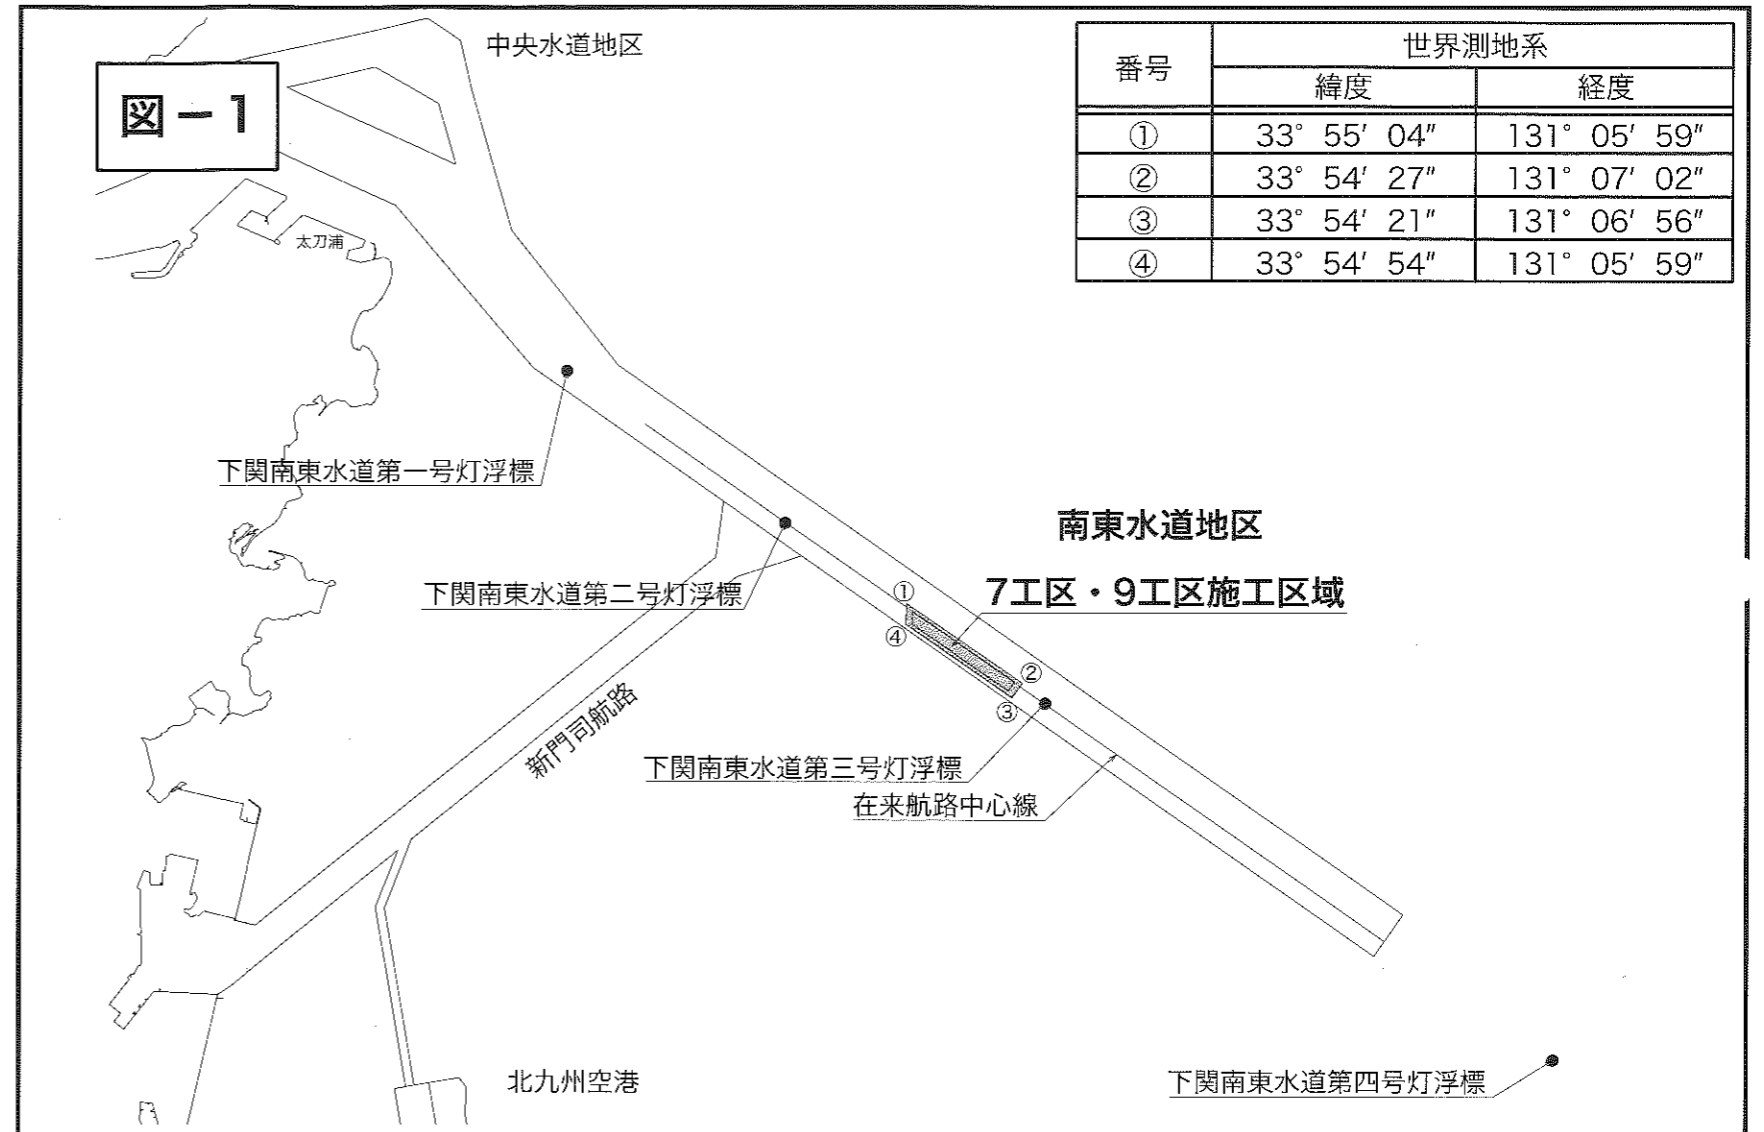 中央水道地区
図－1
番号 世界測地系
緯度 経度
① 33° 55′ 04″ 131° 05′ 59″
② 33° 54′ 27″ 131° 07′ 02″
③ 33° 54′ 21″ 131° 06′ 56″
④ 33° 54′ 54″ 131° 05′ 59″
太刀浦
下関南東水道第一号灯浮標
南東水道地区
下関南東水道第二号灯浮標
7工区・9工区施工区域
①
④
②
③
新門司航路
下関南東水道第三号灯浮標
在来航路中心線
北九州空港
下関南東水道第四号灯浮標